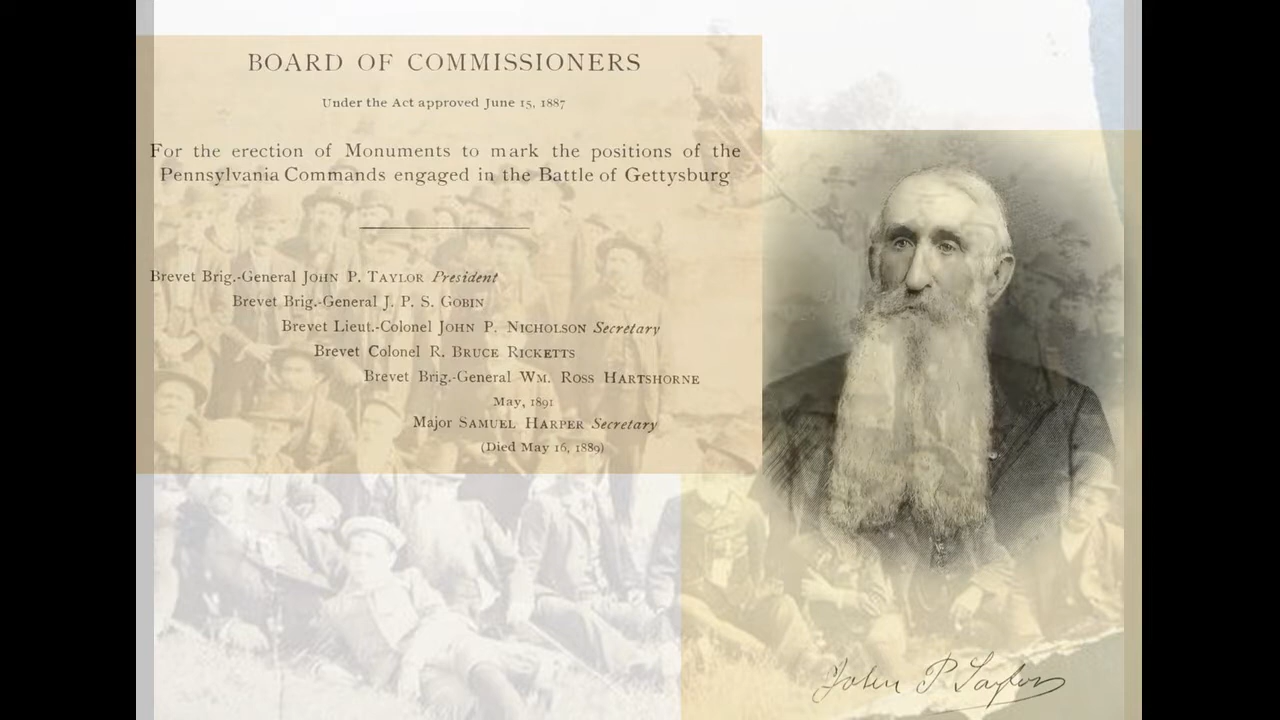 BOARD OF COMMISSIONERS
Under the Act approved June 15, 1887
For the erection of Monuments to mark the positions of the
Pennsylvania Commands engaged in the Battle of Gettysburg
Brevet Brig.-General JOHN P. TAYLOR President
Brevet Brig.-General J. P. S. GOBIN
Brevet Lieut.-Colonel JOHN P. NICHOLSON Secretary
Brevet Colonel R. BRUCE RICKETTS
Brevet Brig.-General WM. ROSS HARTSHORNE
May, 1891
Major SAMUEL HARPER Secretary
(Died May 16, 1889)
John P Taylor